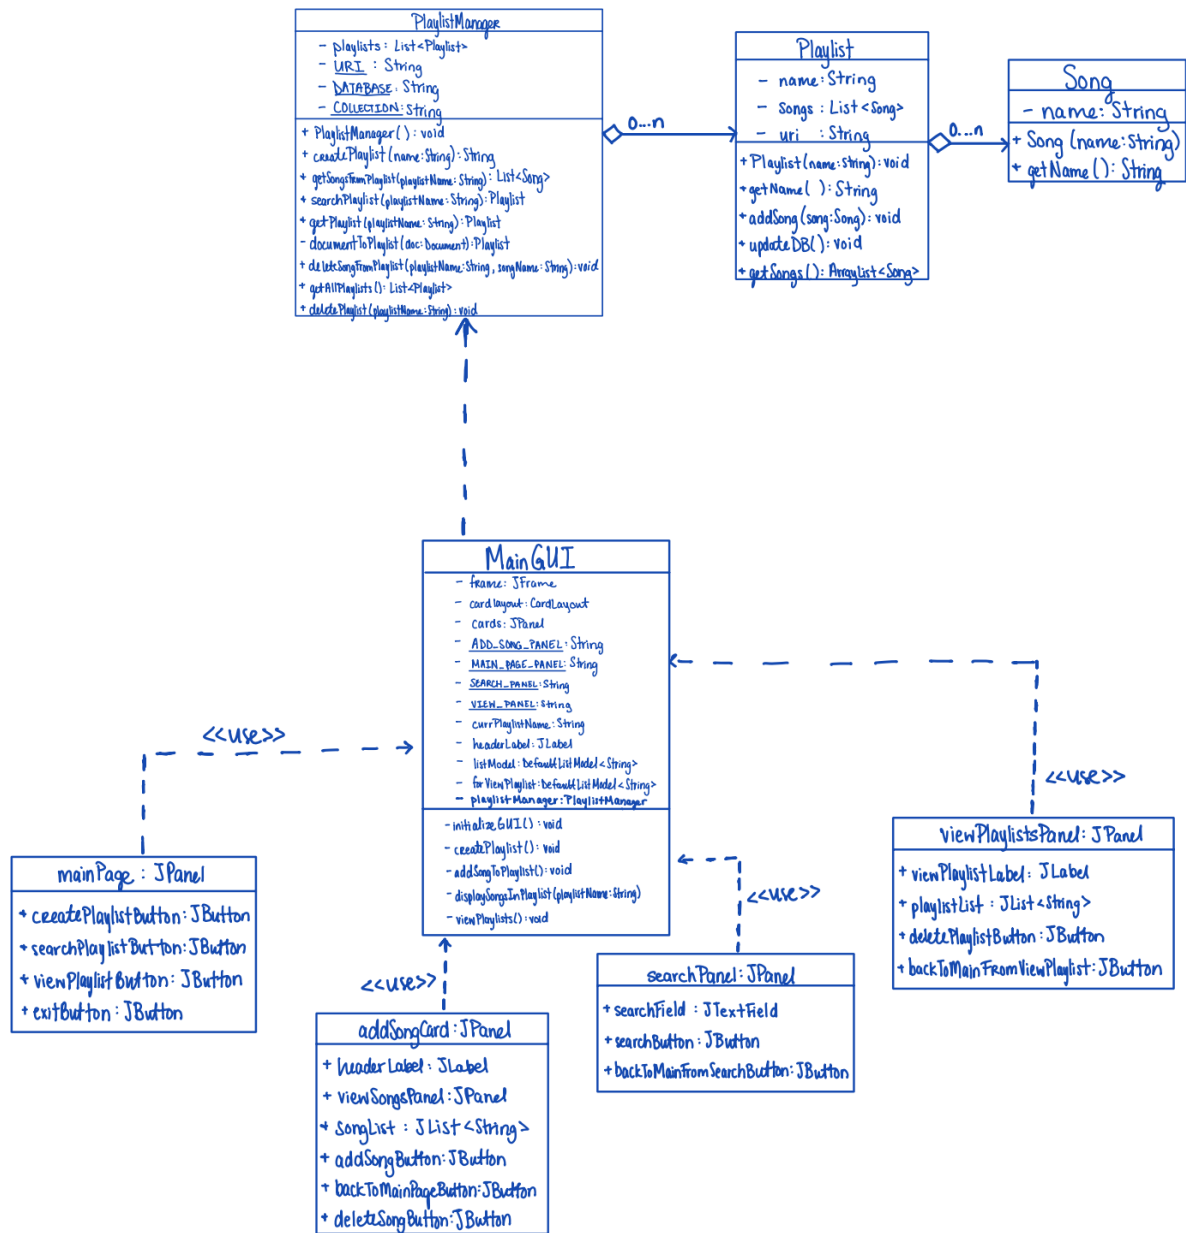 PlaylistManager
- playlists: List<Playlist>
- URI : String
- DATABASE: String
- COLLECTION: String
+ PlaylistManager(): void
+ createPlaylist(name:String): String
+ getSongsFromPlaylist(playlistName: String): List<Song>
+ searchPlaylist(playlistName: String): Playlist
+ getPlaylist(playlistName: String): Playlist
- documentToPlaylist(doc: Document): Playlist
+ deleteSongFromPlaylist(playlistName: String, songName: String): void
+ getAllPlaylists(): List<Playlist>
+ deletePlaylist(playlistName: String): void
0...n
Playlist
- name: String
- songs : List<Song>
- uri : String
+ Playlist(name: String): void
+ getName( ): String
+ addSong(song: Song): void
+ updateDB(): void
+ getSongs(): ArrayList<Song>
0...n
Song
- name: String
+ Song (name: String)
+ getName(): String
MainGUI
- frame: JFrame
- cardlayout: CardLayout
- cards: JPanel
- ADD_SONG_PANEL: String
- MAIN_PAGE_PANEL: String
- SEARCH_PANEL: String
- VIEW_PANEL: String
- currPlaylistName: String
- headerLabel: JLabel
- listModel: DefaultListModel<String>
- forViewPlaylist: DefaultListModel<String>
- playlistManager: PlaylistManager
- initializeGUI(): void
- createPlaylist(): void
- addSongToPlaylist(): void
- displaySongsInPlaylist(playlistName: String)
- viewPlaylists(): void
<<use>>
<<use>>
<<use>>
<<use>>
mainPage : JPanel
+ createPlaylistButton: JButton
+ searchPlaylistButton: JButton
+ viewPlaylistButton: JButton
+ exitButton: JButton
addSongCard: JPanel
+ headerLabel: JLabel
+ viewSongsPanel: JPanel
+ songList : JList<String>
+ addSongButton: JButton
+ backToMainPageButton: JButton
+ deleteSongButton: JButton
searchPanel: JPanel
+ searchField : JTextField
+ searchButton: JButton
+ backToMainFromSearchButton: JButton
viewPlaylistsPanel: JPanel
+ viewPlaylistLabel: JLabel
+ playlistList : JList<String>
+ deletePlaylistButton: JButton
+ backToMainFromViewPlaylist: JButton